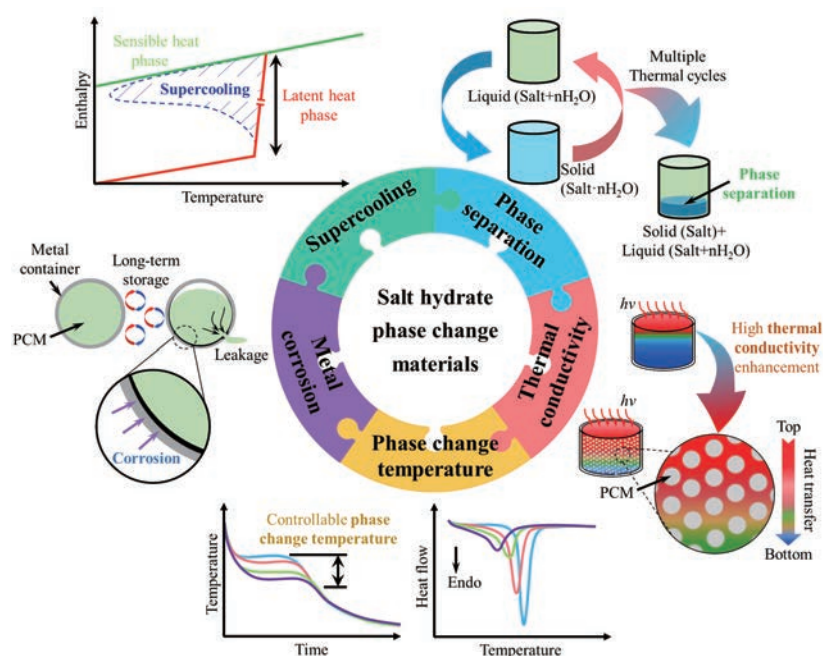 Enthalpy
Sensible heat
phase
Supercooling
Latent heat
phase
Temperature
Liquid (Salt+nH₂O)
Solid
(Salt·nH₂O)
Multiple
Thermal cycles
Phase
separation
Solid (Salt)+
Liquid (Salt+nH₂O)
Metal
container
Long-term
storage
PCM
Leakage
Corrosion
Supercooling
Phase
separation
Thermal
conductivity
Phase change
temperature
Metal
corrosion
Salt hydrate
phase change
materials
hv
High thermal
conductivity
enhancement
hv
PCM
Top
Heat transfer
Bottom
Controllable phase
change temperature
Temperature
Time
Heat flow
Endo
Temperature